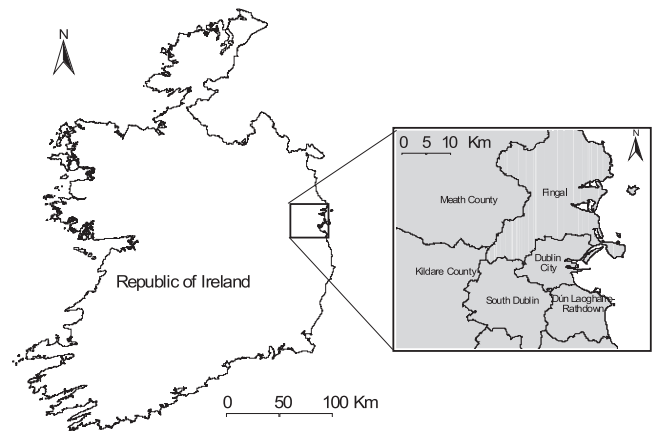 N
Republic of Ireland
0 50 100 Km
0 5 10 Km
N
Fingal
Meath County
Dublin
City
Kildare County
South Dublin
Dún Laoghaire-
Rathdown